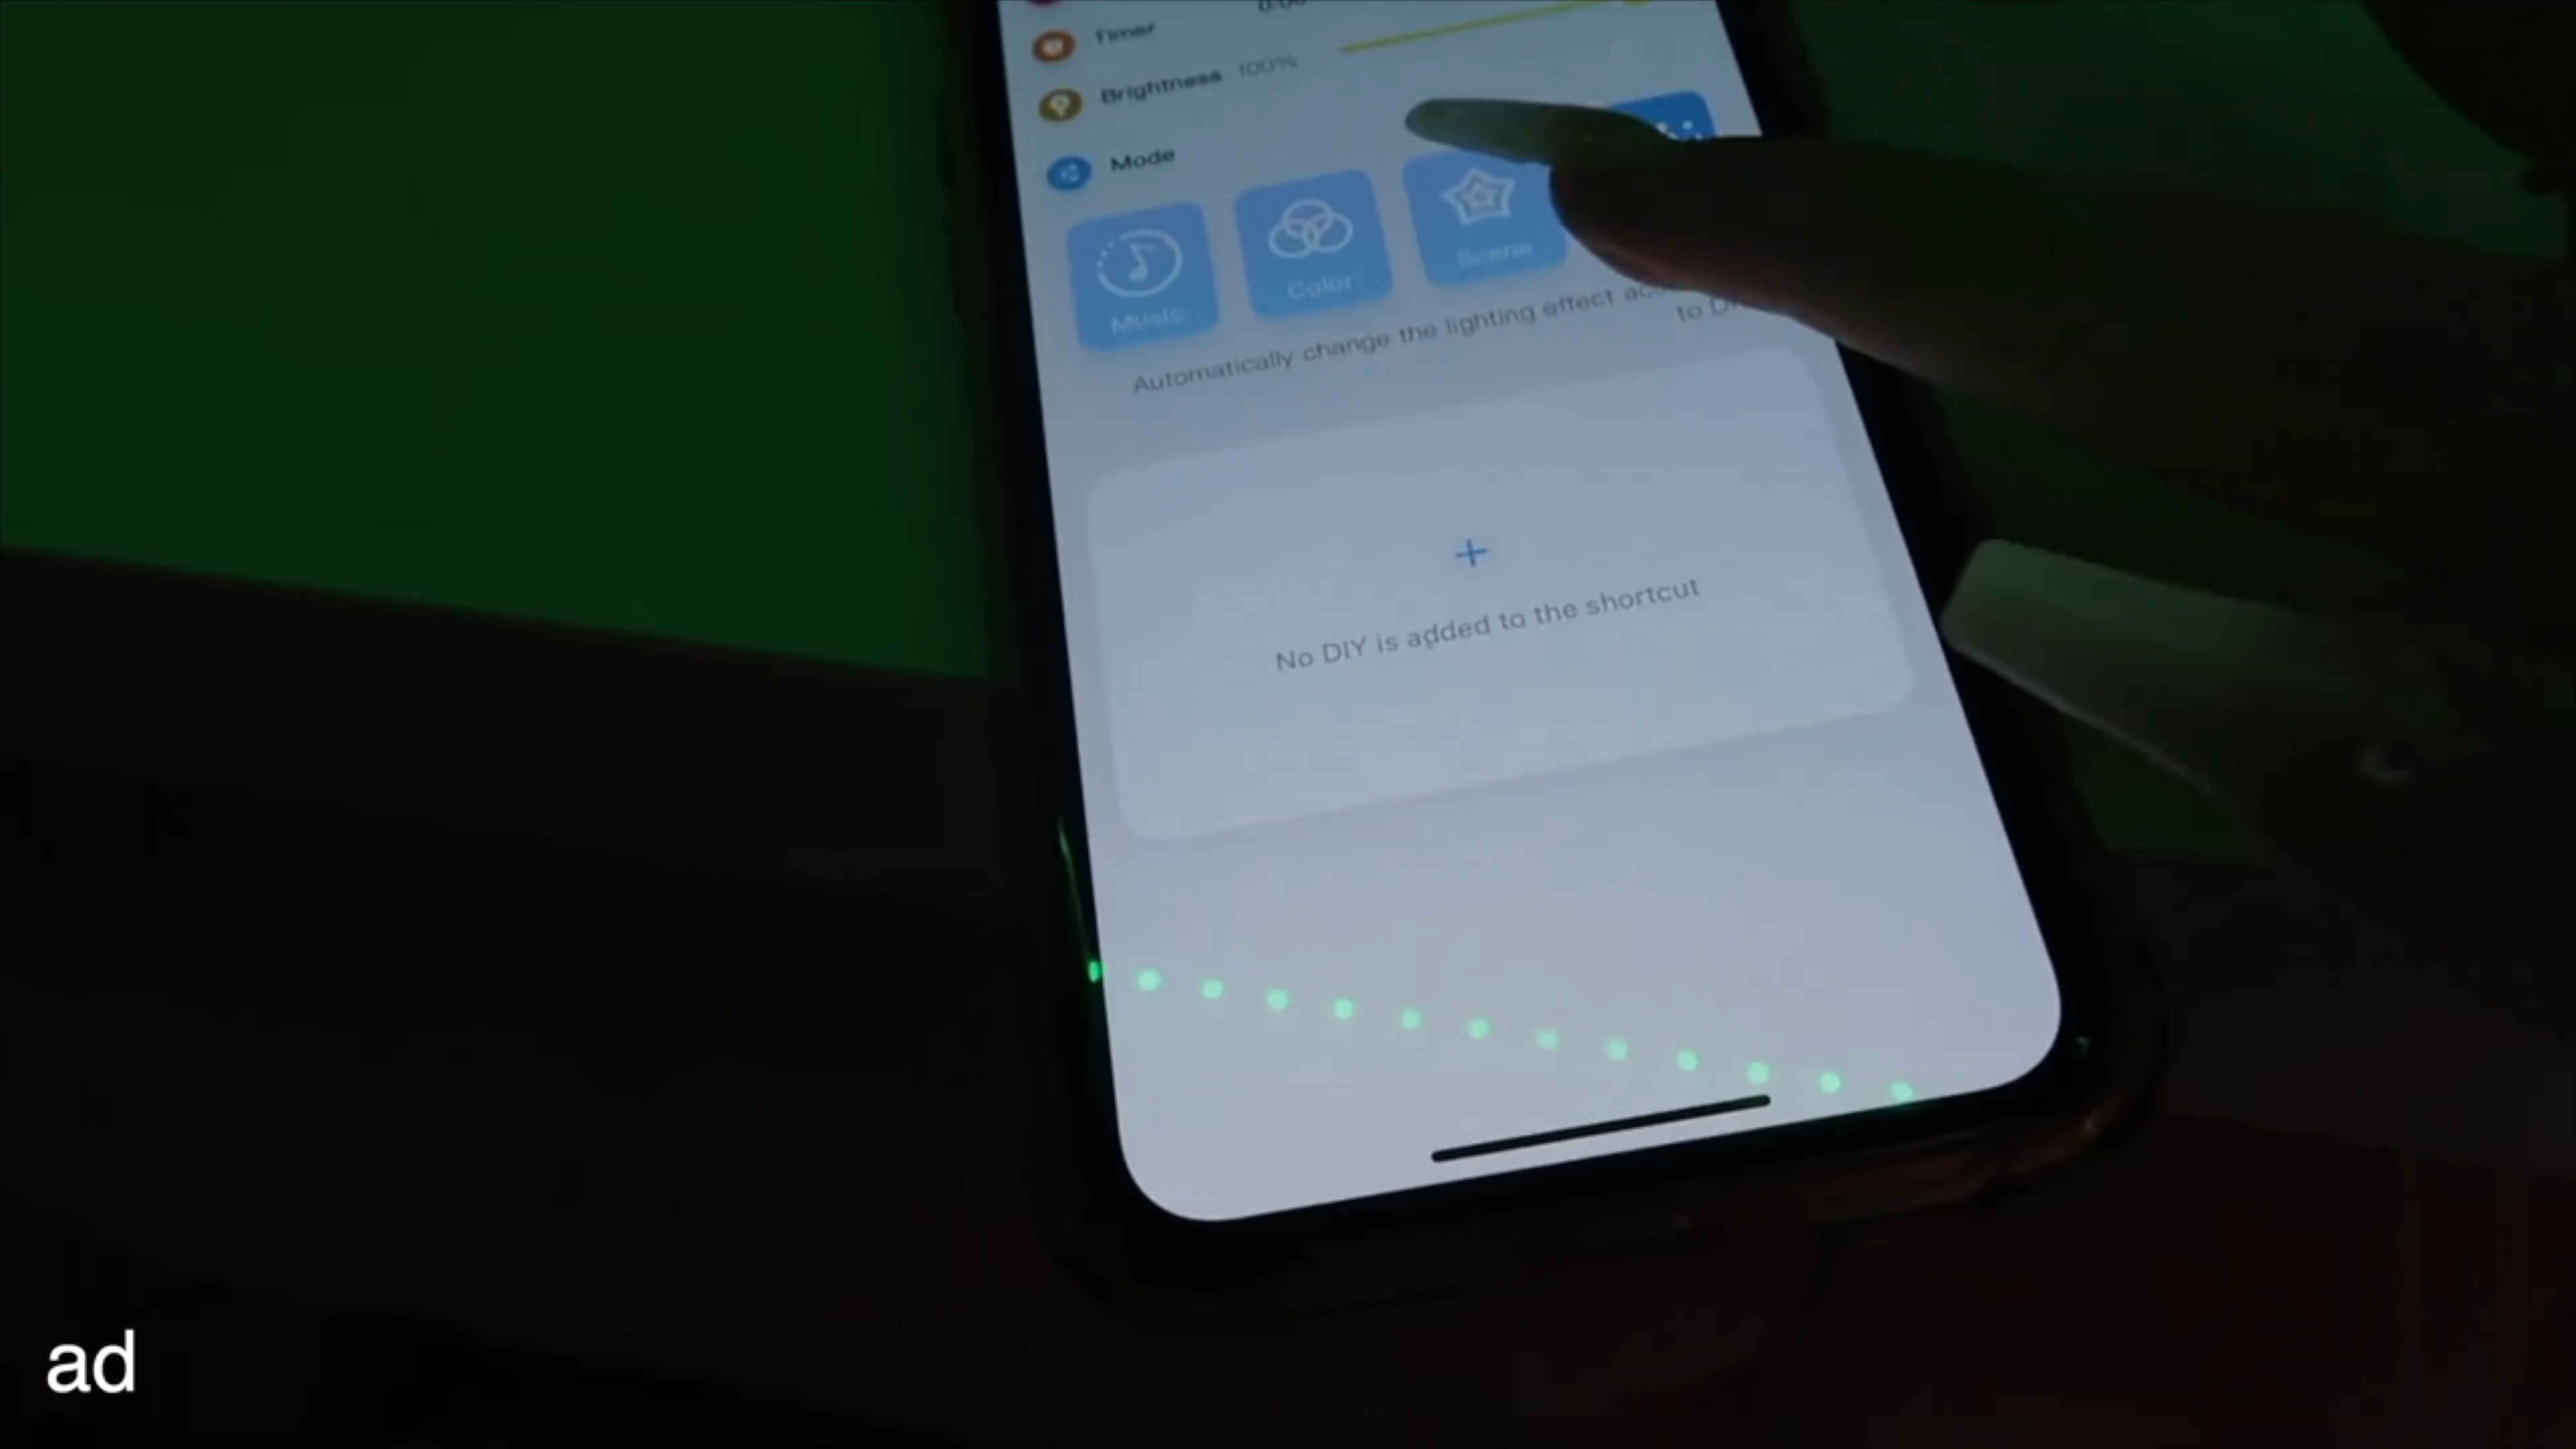 Timer
Brightness 100%
Mode
Music
Color
Scene
Automatically change the lighting effect
to
No DIY is added to the shortcut
ad